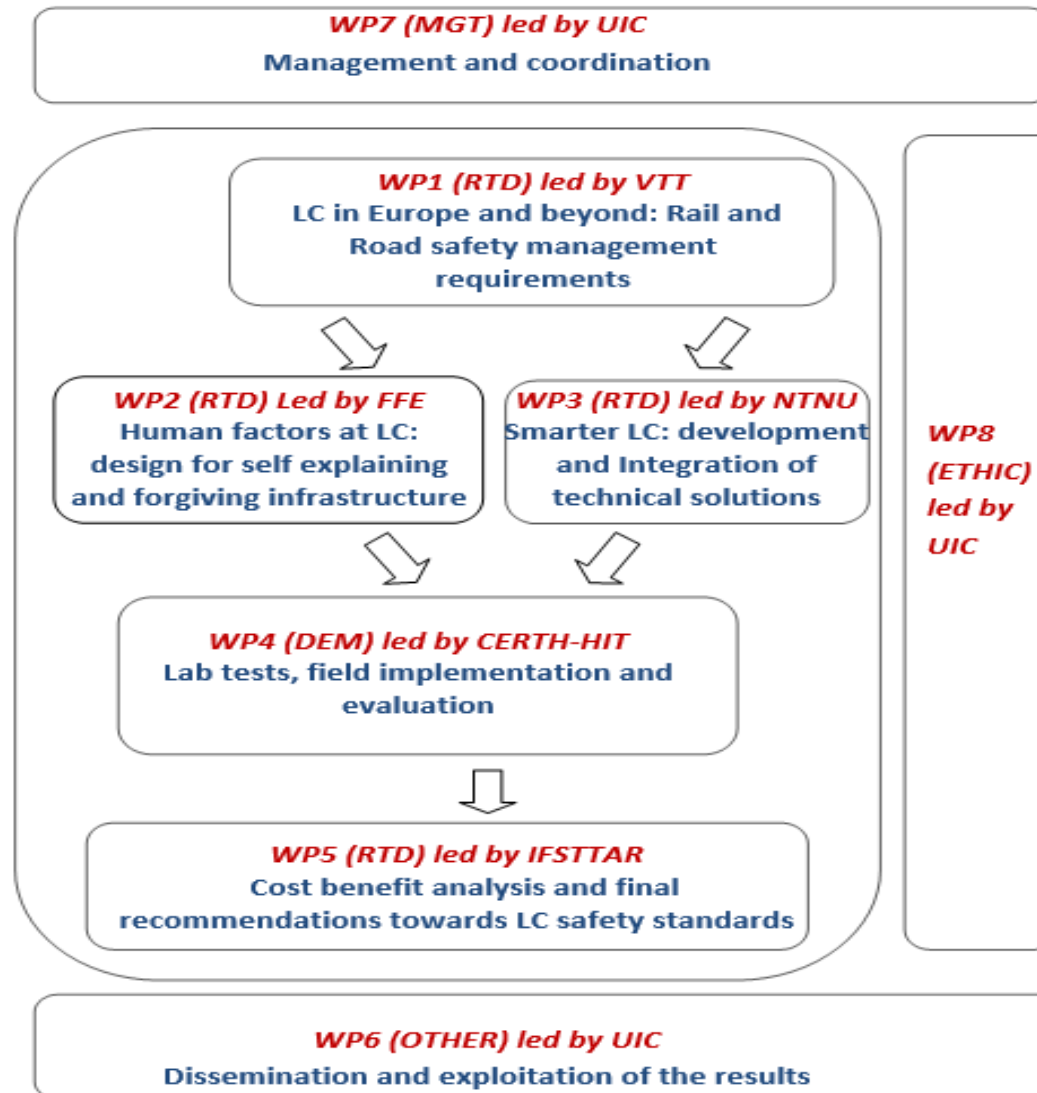 WP7 (MGT) led by UIC
Management and coordination
WP1 (RTD) led by VTT
LC in Europe and beyond: Rail and
Road safety management
requirements
WP2 (RTD) Led by FFE
Human factors at LC:
design for self explaining
and forgiving infrastructure
WP3 (RTD) led by NTNU
Smarter LC: development
and Integration of
technical solutions
WP8
(ETHIC)
led by
UIC
WP4 (DEM) led by CERTH-HIT
Lab tests, field implementation and
evaluation
WP5 (RTD) led by IFSTTAR
Cost benefit analysis and final
recommendations towards LC safety standards
WP6 (OTHER) led by UIC
Dissemination and exploitation of the results